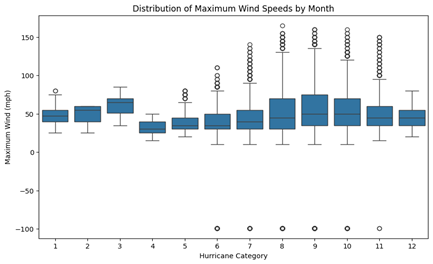 Distribution of Maximum Wind Speeds by Month
Maximum Wind (mph)
150
100
50
0
−50
−100
1 2 3 4 5 6 7 8 9 10 11 12
Hurricane Category